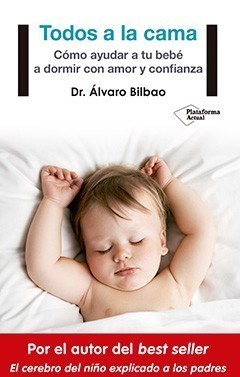 Todos a la cama
Cómo ayudar a tu bebé
a dormir con amor y confianza
Dr. Álvaro Bilbao
Plataforma
Actual
Por el autor del best seller
El cerebro del niño explicado a los padres